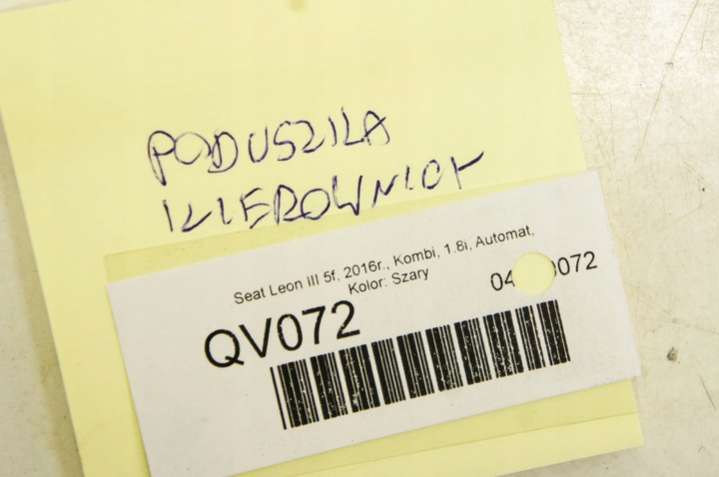 PODUSZKA
KIEROWNICY
Seat Leon III 5f, 2016r., Kombi, 1.8i, Automat,
Kolor: Szary
QV072